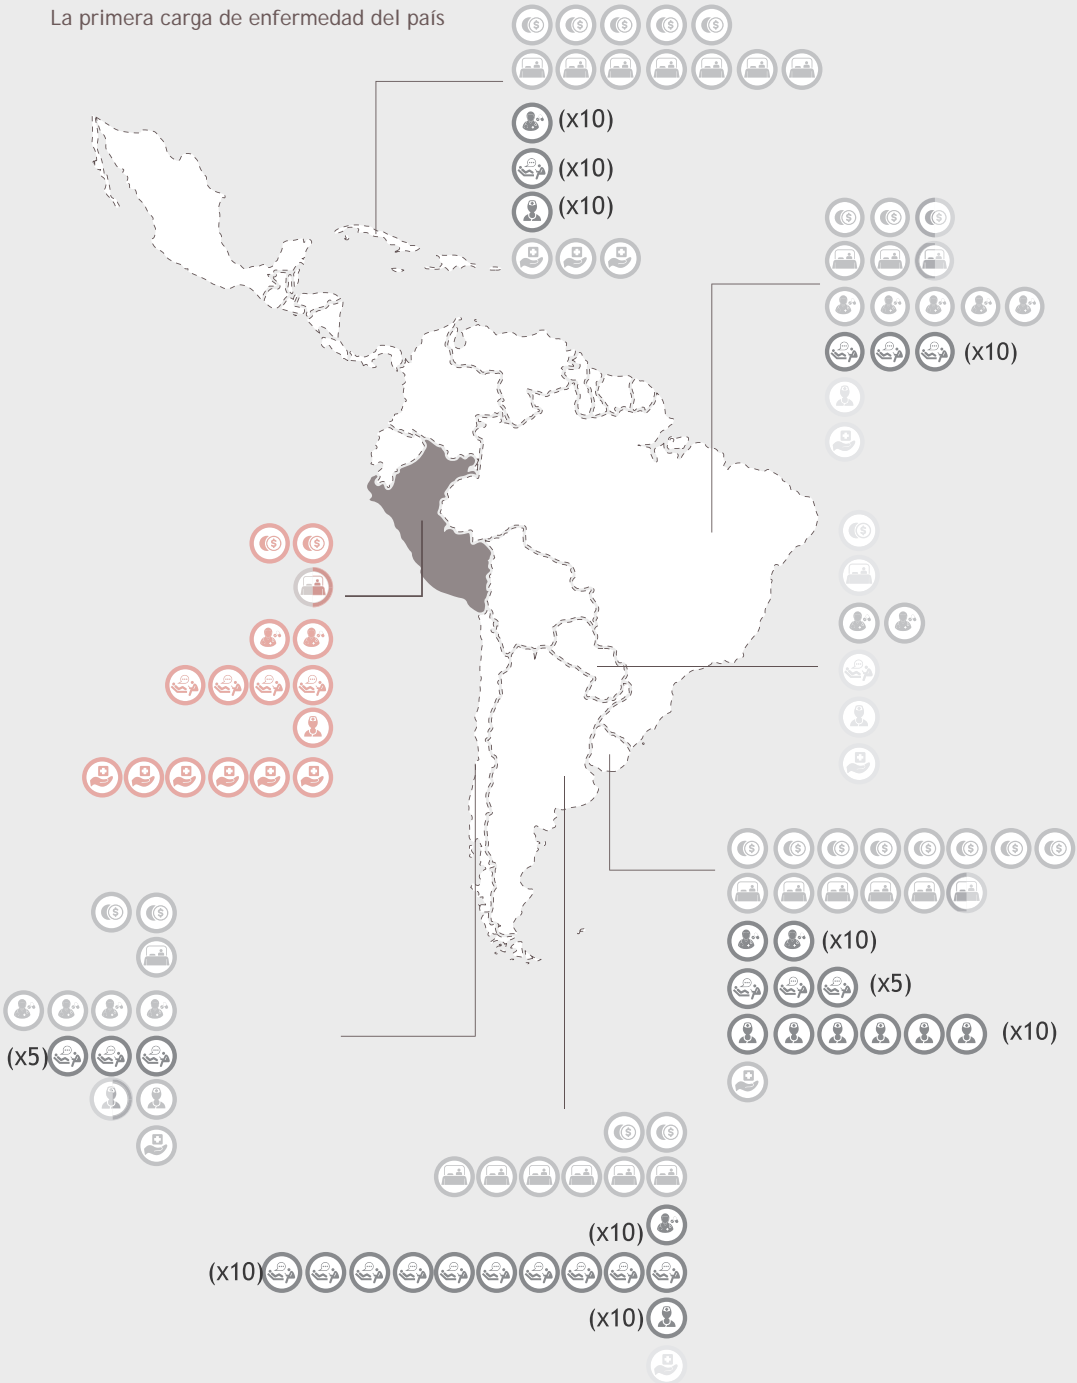 La primera carga de enfermedad del país
(x10)
(x10)
(x10)
(x10)
(x10)
(x5)
(x10)
(x5)
(x10)
(x10)
(x10)